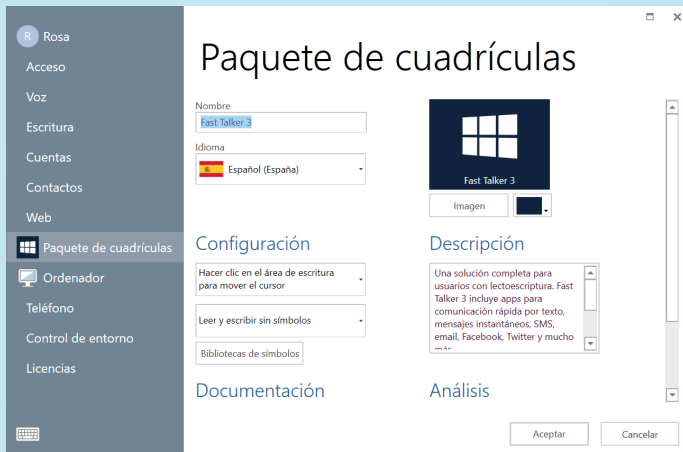 R Rosa
Acceso
Voz
Escritura
Cuentas
Contactos
Web
Paquete de cuadrículas
Ordenador
Teléfono
Control de entorno
Licencias
Paquete de cuadrículas
Nombre
Fast Talker 3
Idioma
Español (España)
Fast Talker 3
Imagen
Configuración
Hacer clic en el área de escritura
para mover el cursor
Leer y escribir sin símbolos
Bibliotecas de símbolos
Descripción
Una solución completa para
usuarios con lectoescriptura. Fast
Talker 3 incluye apps para
comunicación rápida por texto,
mensajes instantáneos, SMS,
email, Facebook, Twitter y mucho
más
Documentación
Análisis
Aceptar
Cancelar